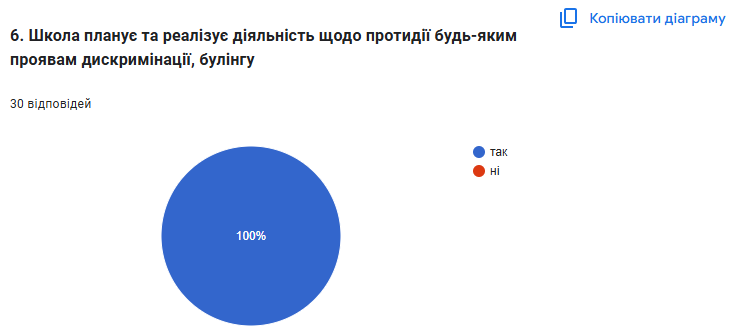 Копіювати діаграму
6. Школа планує та реалізує діяльність щодо протидії будь-яким
проявам дискримінації, булінгу
30 відповідей
так
ні
100%